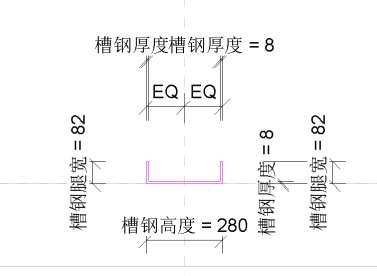 槽钢厚度槽钢厚度 = 8
EQ EQ
槽钢腿宽 = 82
槽钢厚度 = 8
槽钢腿宽 = 82
槽钢高度 = 280